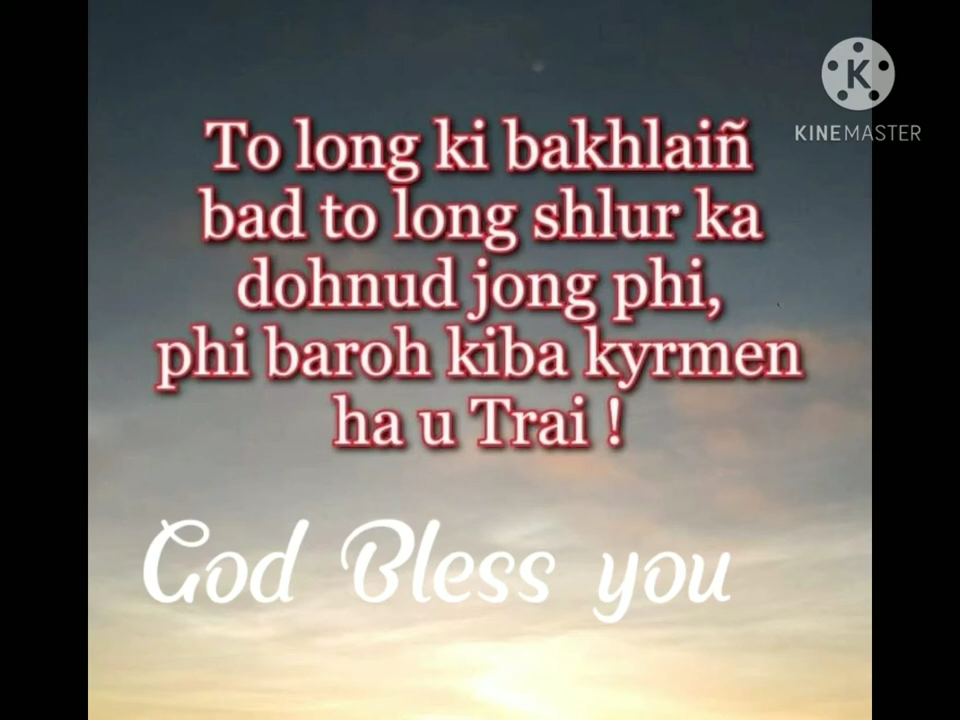 KINEMASTER
To long ki bakhlaiñ
bad to long shlur ka
dohnud jong phi,
phi baroh kiba kyrmen
ha u Trai !
God Bless you